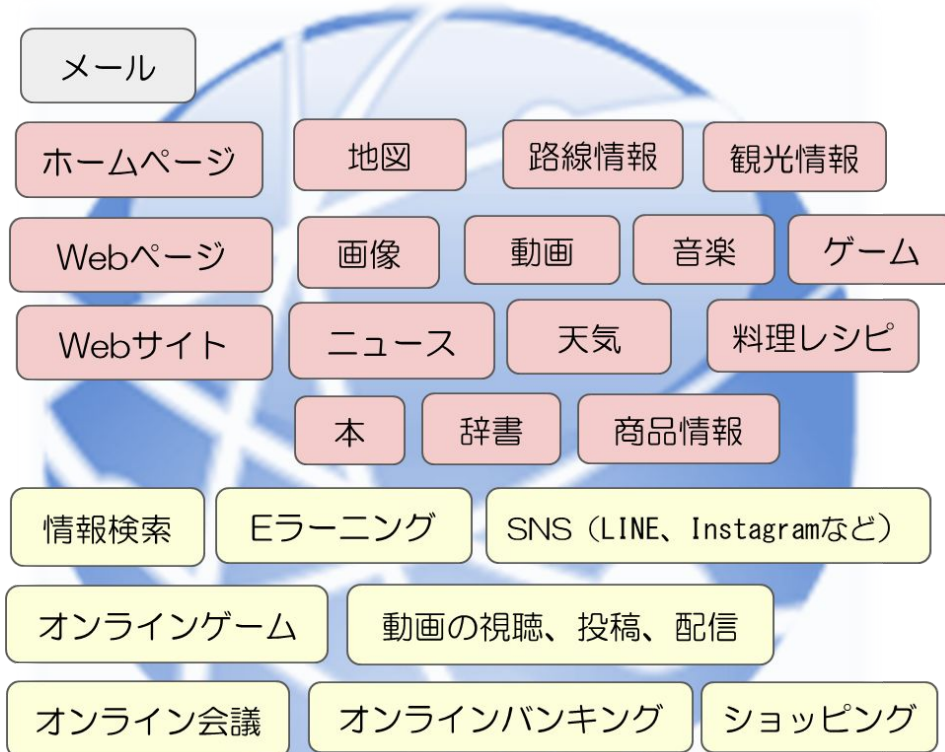 メール
ホームページ 地図 路線情報 観光情報
Webページ 画像 動画 音楽 ゲーム
Webサイト ニュース 天気 料理レシピ
本 辞書 商品情報
情報検索 Eラーニング SNS（LINE、Instagramなど）
オンラインゲーム 動画の視聴、投稿、配信
オンライン会議 オンラインバンキング ショッピング